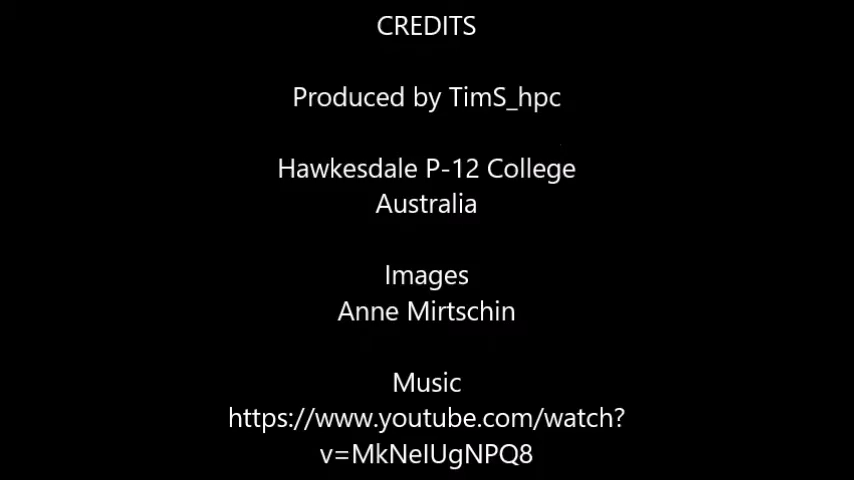 CREDITS
Produced by TimS_hpc
Hawkesdale P-12 College
Australia
Images
Anne Mirtschin
Music
https://www.youtube.com/watch?
v=MkNeIUgNPQ8